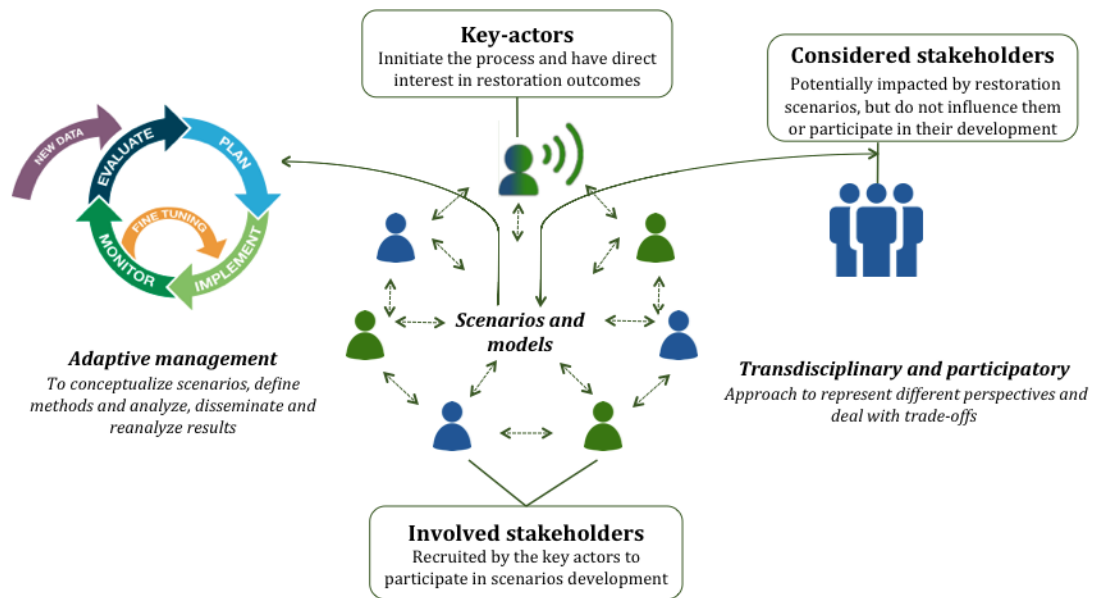 Key-actors
Innitiate the process and have direct
interest in restoration outcomes
Considered stakeholders
Potentially impacted by restoration
scenarios, but do not influence them
or participate in their development
NEW DATA
EVALUATE
PLAN
FINE TUNING
MONITOR
IMPLEMENT
Scenarios and
models
Adaptive management
To conceptualize scenarios, define
methods and analyze, disseminate and
reanalyze results
Transdisciplinary and participatory
Approach to represent different perspectives and
deal with trade-offs
Involved stakeholders
Recruited by the key actors to
participate in scenarios development